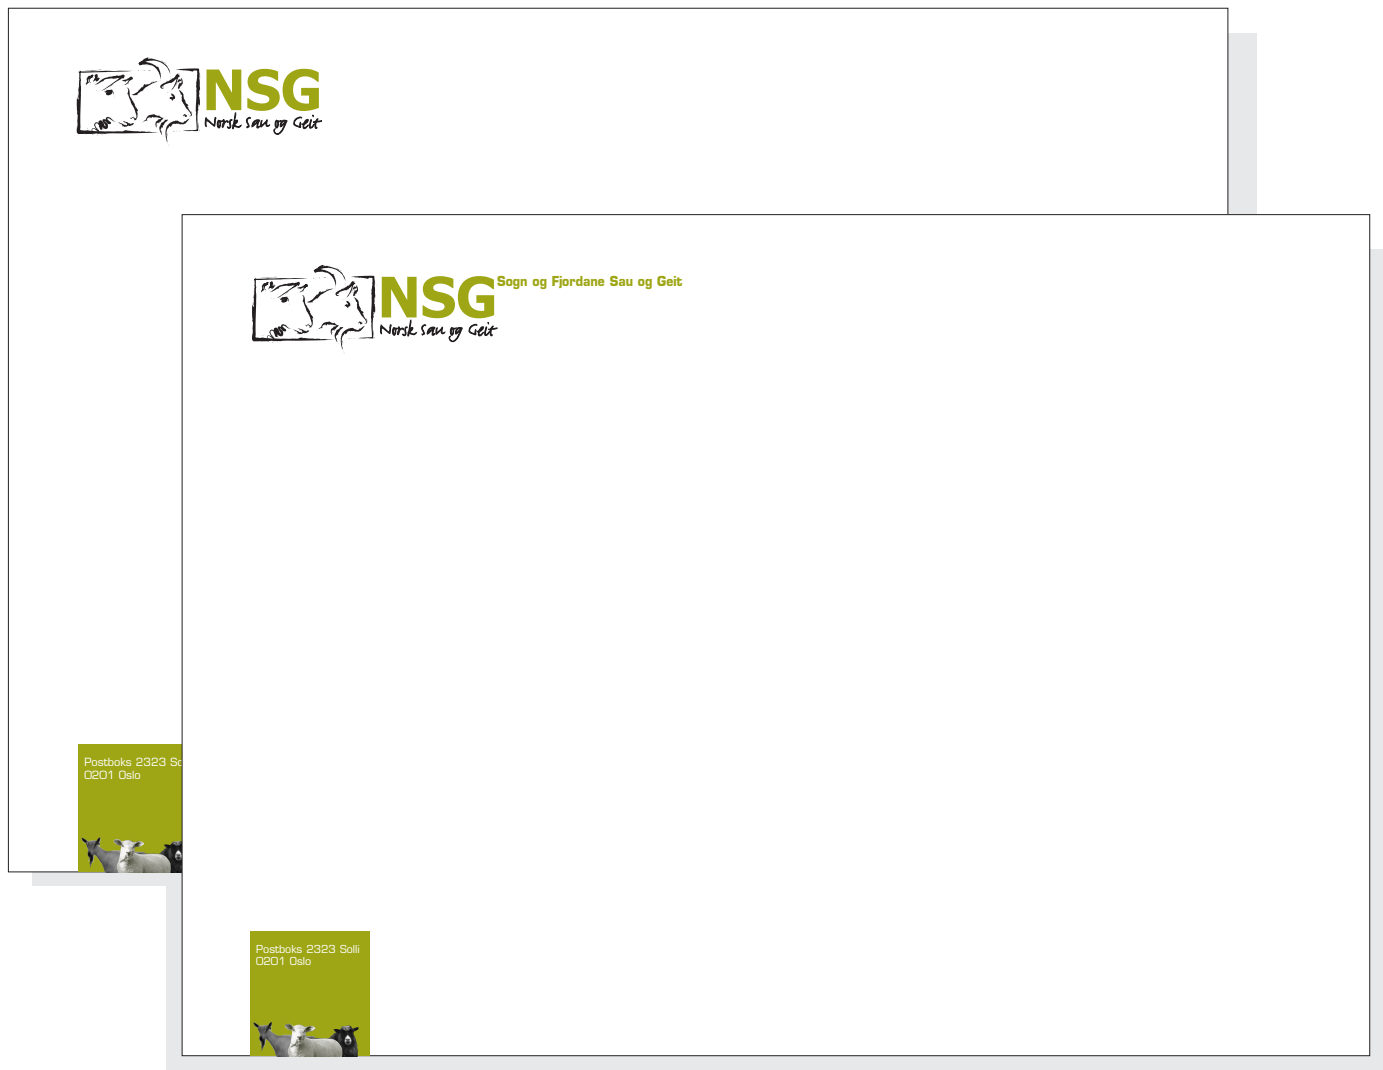 NSG
Norsk Sau og Geit
NSG Sogn og Fjordane Sau og Geit
Norsk Sau og Geit
Postboks 2323 So
0201 Oslo
Postboks 2323 Solli
0201 Oslo